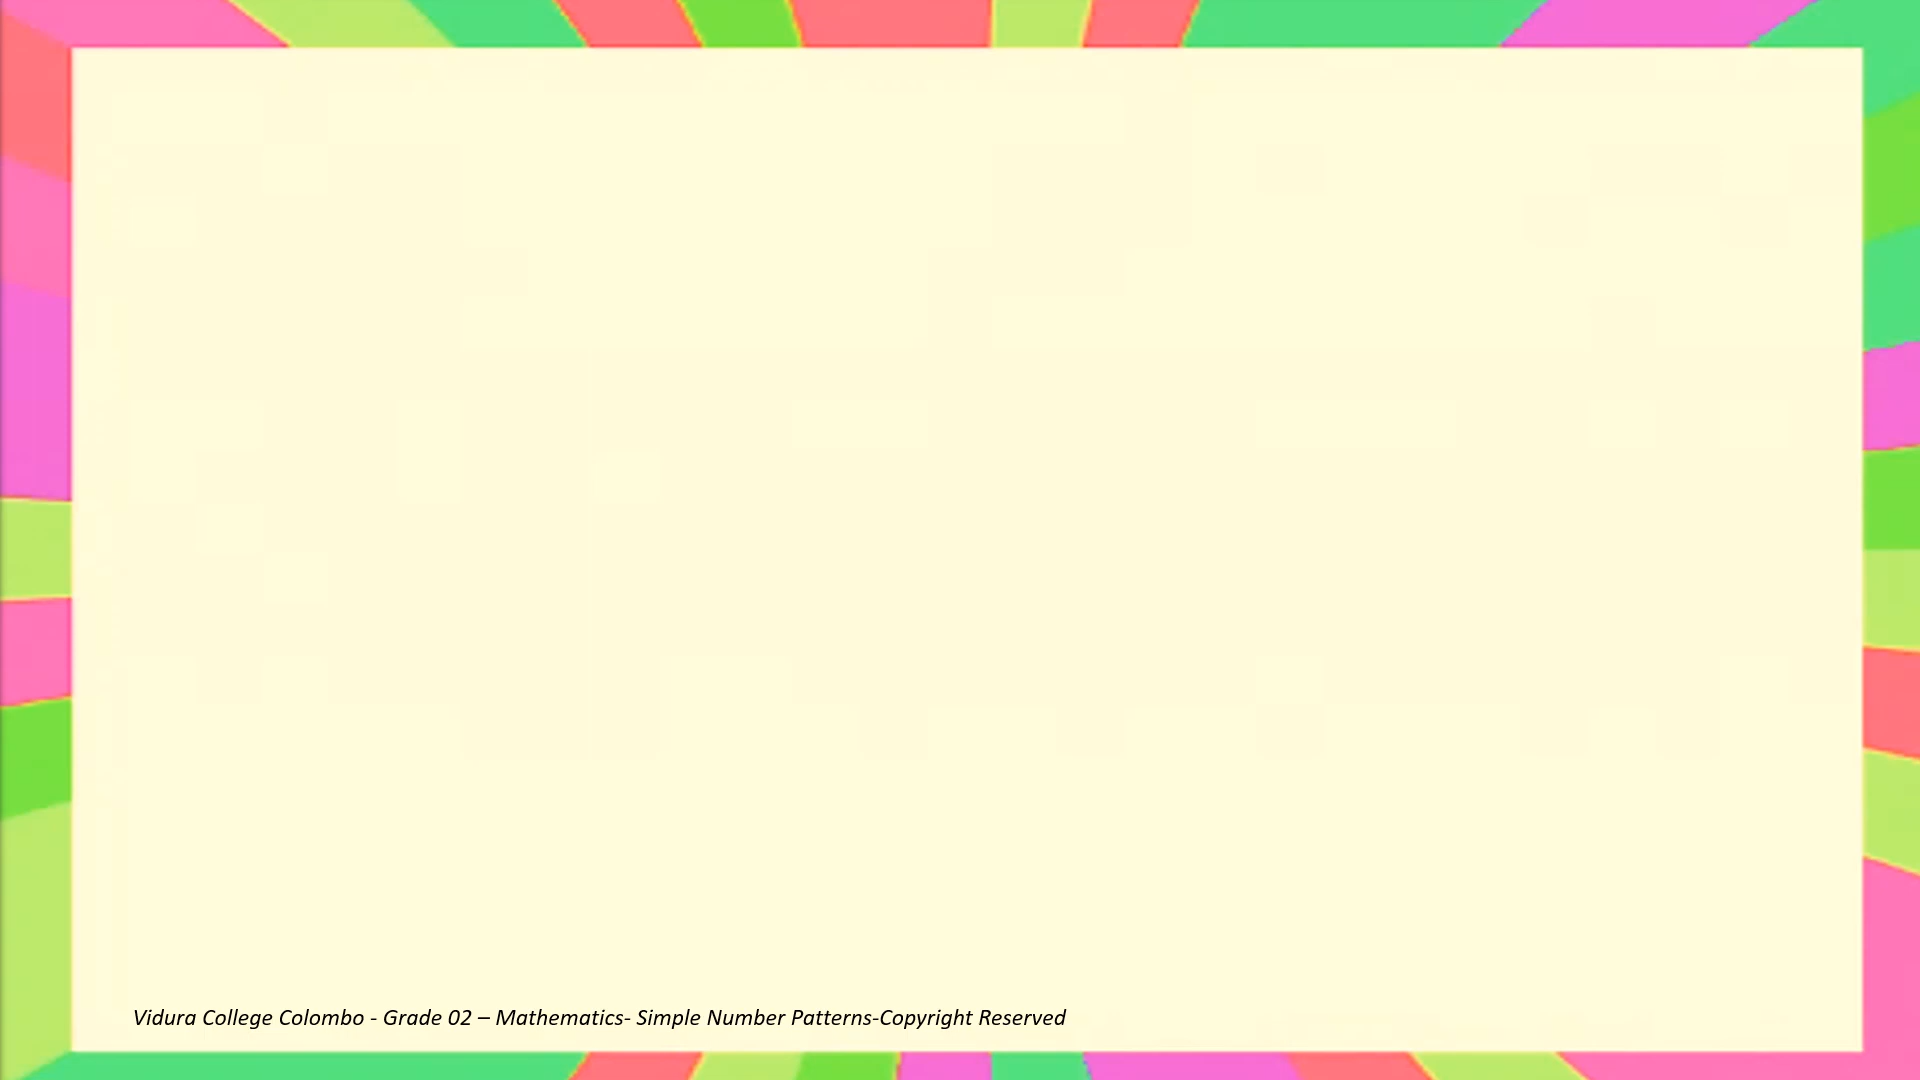 Vidura College Colombo - Grade 02 – Mathematics- Simple Number Patterns-Copyright Reserved